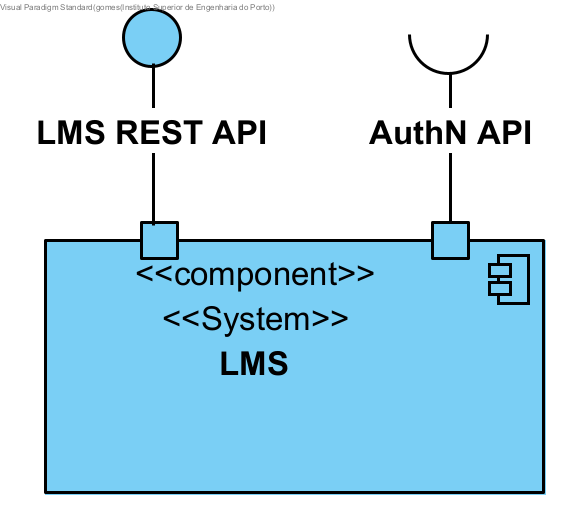 Visual Paradigm Standard(gomes(Instituto Superior de Engenharia do Porto))
LMS REST API
AuthN API
<<component>>
<<System>>
LMS